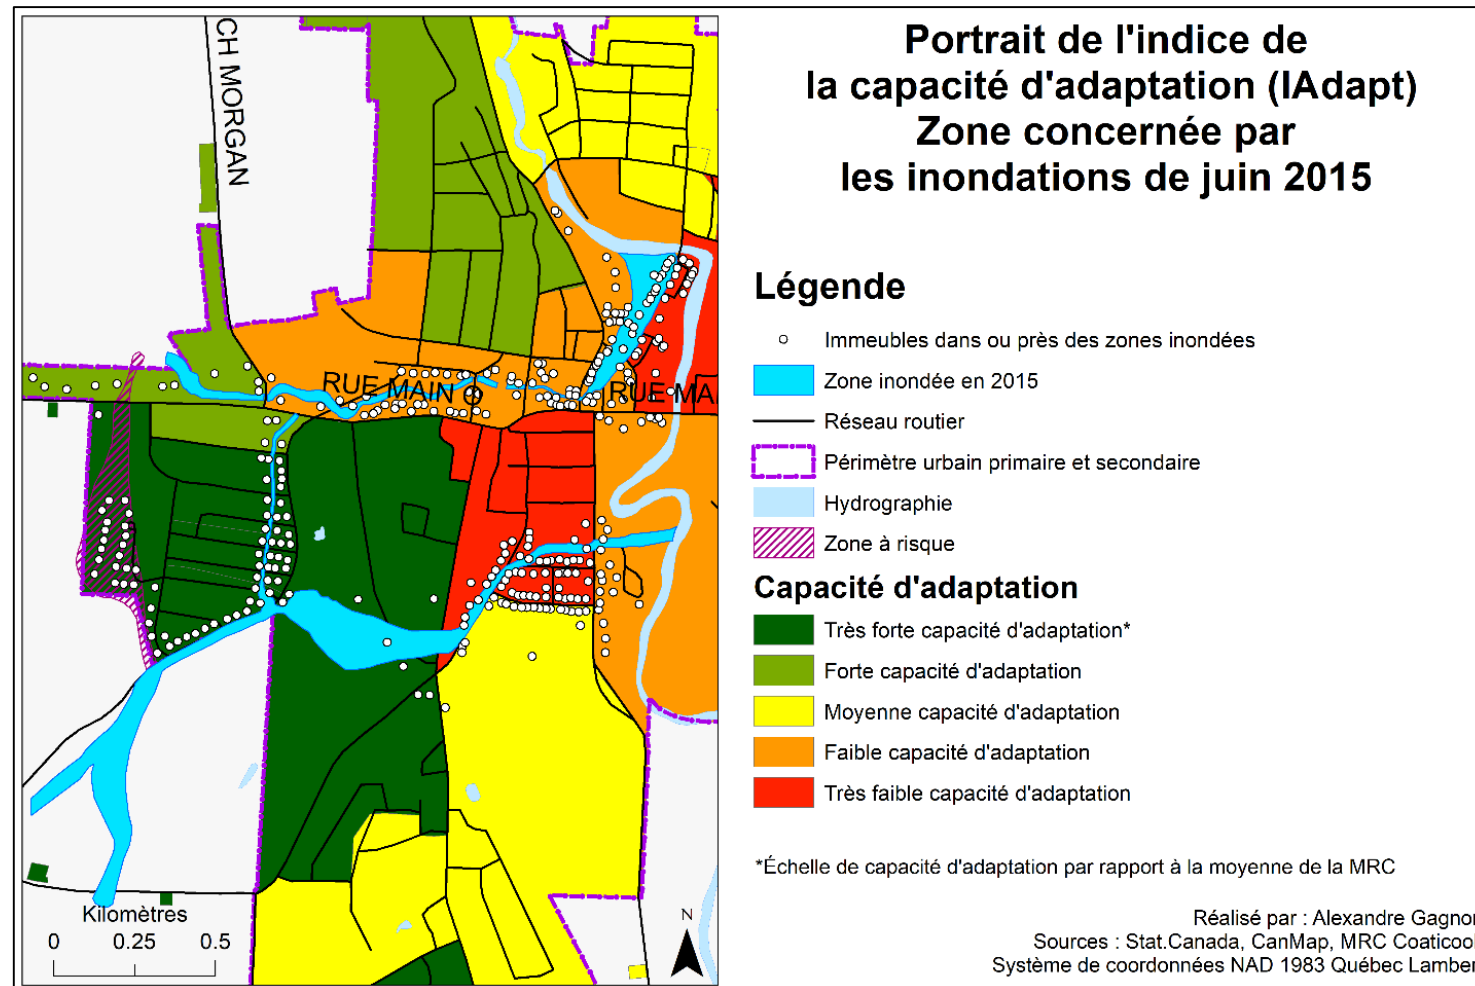 CH MORGAN
RUE MAIN
RUE MA
Kilomètres
0 0.25 0.5
N
Portrait de l'indice de
la capacité d'adaptation (IAdapt)
Zone concernée par
les inondations de juin 2015
Légende
Immeubles dans ou près des zones inondées
Zone inondée en 2015
Réseau routier
Périmètre urbain primaire et secondaire
Hydrographie
Zone à risque
Capacité d'adaptation
Très forte capacité d'adaptation*
Forte capacité d'adaptation
Moyenne capacité d'adaptation
Faible capacité d'adaptation
Très faible capacité d'adaptation
*Échelle de capacité d'adaptation par rapport à la moyenne de la MRC
Réalisé par : Alexandre Gagnon
Sources : Stat.Canada, CanMap, MRC Coaticook
Système de coordonnées NAD 1983 Québec Lamber